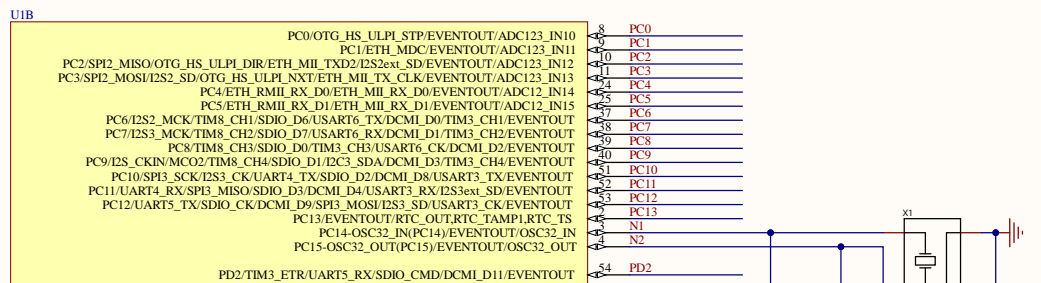 U1B
PC0/OTG_HS_ULPI_STP/EVENTOUT/ADC123_IN10 8 PC0
PC1/ETH_MDC/EVENTOUT/ADC123_IN11 9 PC1
PC2/SPI2_MISO/OTG_HS_ULPI_DIR/ETH_MII_TXD2/I2S2ext_SD/EVENTOUT/ADC123_IN12 10 PC2
PC3/SPI2_MOSI/I2S2_SD/OTG_HS_ULPI_NXT/ETH_MII_TX_CLK/EVENTOUT/ADC123_IN13 11 PC3
PC4/ETH_RMII_RX_D0/ETH_MII_RX_D0/EVENTOUT/ADC12_IN14 24 PC4
PC5/ETH_RMII_RX_D1/ETH_MII_RX_D1/EVENTOUT/ADC12_IN15 25 PC5
PC6/I2S2_MCK/TIM8_CH1/SDIO_D6/USART6_TX/DCMI_D0/TIM3_CH1/EVENTOUT 37 PC6
PC7/I2S3_MCK/TIM8_CH2/SDIO_D7/USART6_RX/DCMI_D1/TIM3_CH2/EVENTOUT 38 PC7
PC8/TIM8_CH3/SDIO_D0/TIM3_CH3/USART6_CK/DCMI_D2/EVENTOUT 39 PC8
PC9/I2S_CKIN/MCO2/TIM8_CH4/SDIO_D1/I2C3_SDA/DCMI_D3/TIM3_CH4/EVENTOUT 40 PC9
PC10/SPI3_SCK/I2S3_CK/UART4_TX/SDIO_D2/DCMI_D8/USART3_TX/EVENTOUT 51 PC10
PC11/UART4_RX/SPI3_MISO/SDIO_D3/DCMI_D4/USART3_RX/I2S3ext_SD/EVENTOUT 52 PC11
PC12/UART5_TX/SDIO_CK/DCMI_D9/SPI3_MOSI/I2S3_SD/USART3_CK/EVENTOUT 53 PC12
PC13/EVENTOUT/RTC_OUT,RTC_TAMP1,RTC_TS 2 PC13
X1
PC14-OSC32_IN(PC14)/EVENTOUT/OSC32_IN 3 N1
PC15-OSC32_OUT(PC15)/EVENTOUT/OSC32_OUT 4 N2
PD2/TIM3_ETR/UART5_RX/SDIO_CMD/DCMI_D11/EVENTOUT 54 PD2